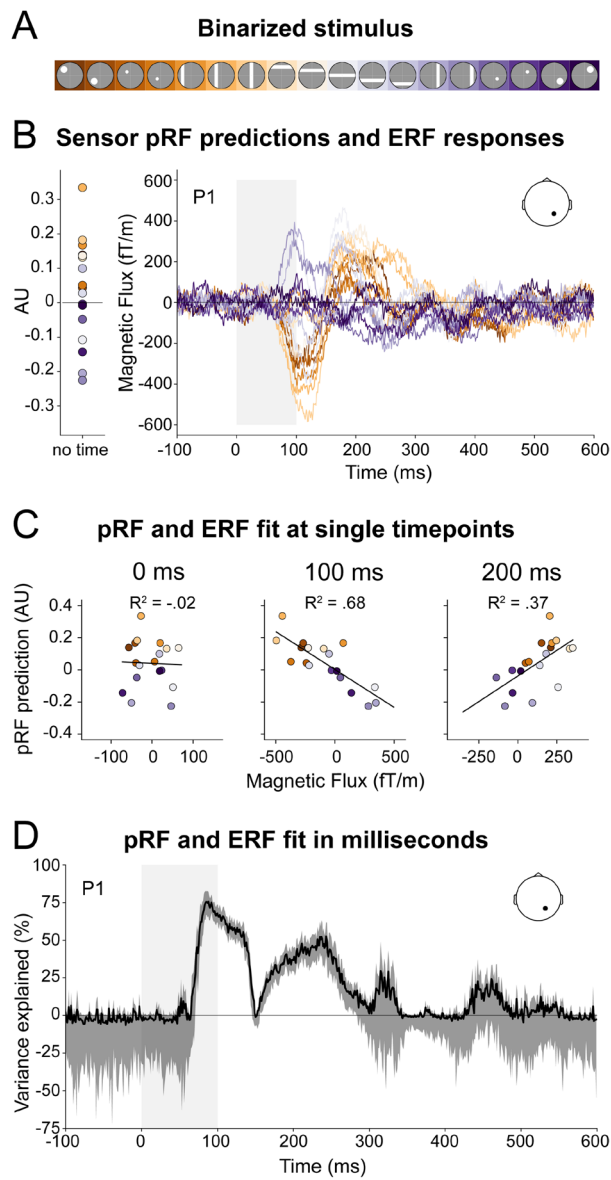 A
Binarized stimulus
B
Sensor pRF predictions and ERF responses
AU
0.3
0.2
0.1
0
-0.1
-0.2
-0.3
no time
P1
Magnetic Flux (fT/m)
600
400
200
0
-200
-400
-600
-100 0 100 200 300 400 500 600
Time (ms)
C
pRF and ERF fit at single timepoints
0 ms 100 ms 200 ms
R² = -.02 R² = .68 R² = .37
pRF prediction (AU)
0.4
0.2
0
-0.2
-0.4
-100 0 100 -500 0 500 -250 0 250
Magnetic Flux (fT/m)
D
pRF and ERF fit in milliseconds
P1
Variance explained (%)
100
75
50
25
0
-25
-50
-75
-100 0 100 200 300 400 500 600
Time (ms)